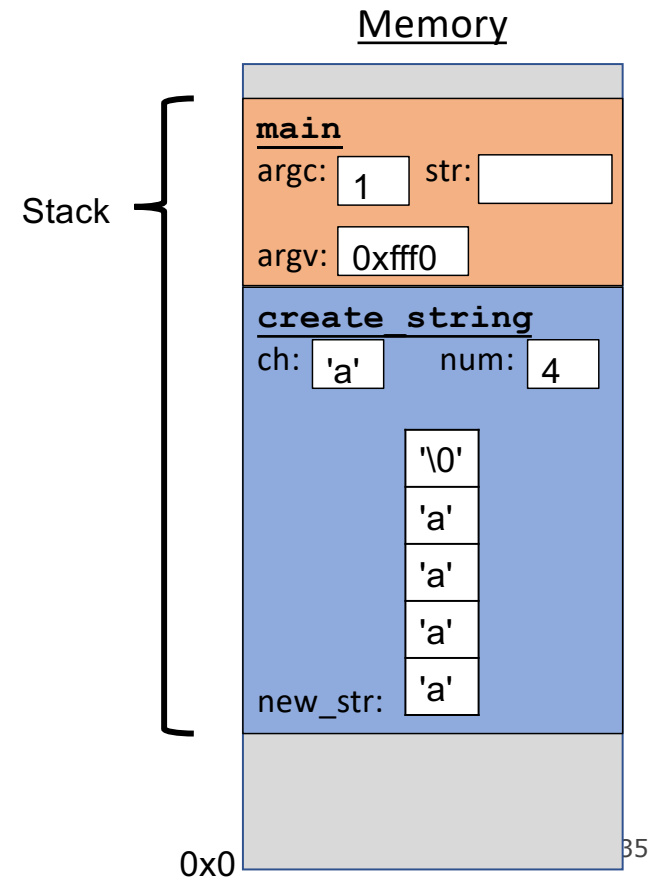 Memory
main
argc: 1 str:
Stack
argv: 0xfff0
create_string
ch: 'a' num: 4
'\0'
'a'
'a'
'a'
new_str: 'a'
0x0
35